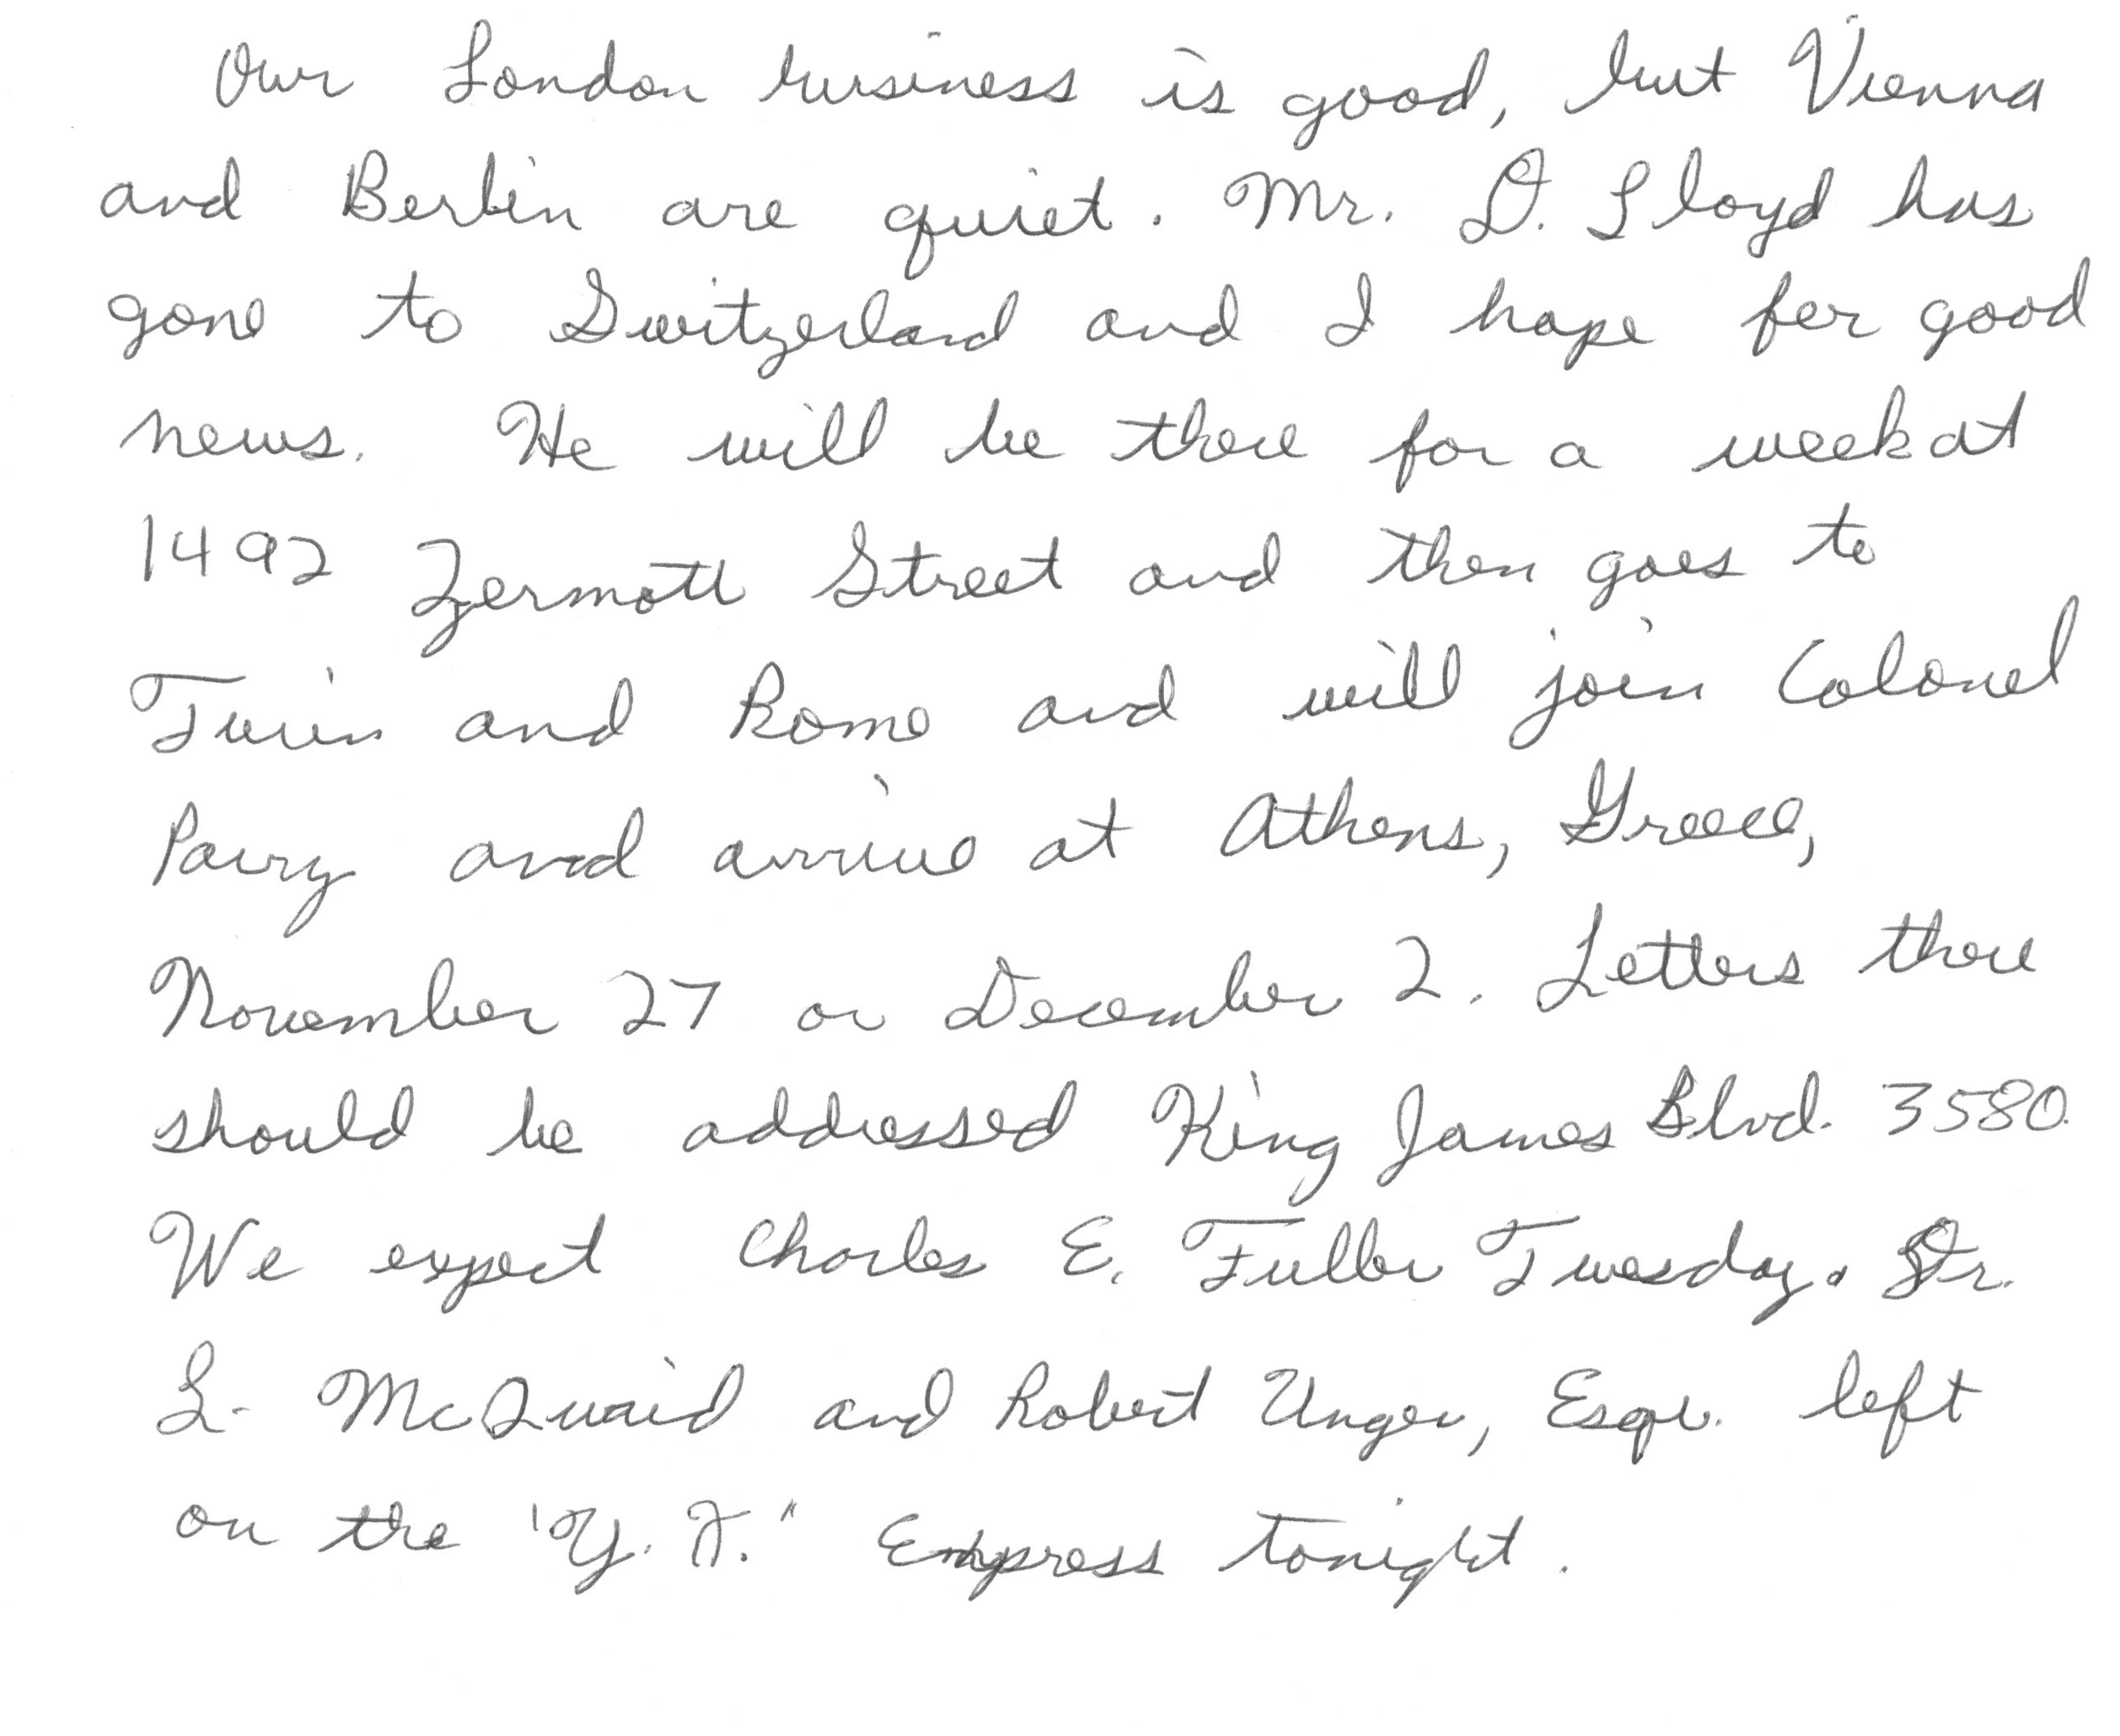 Our London business is good, but Vienna
and Berlin are quiet. Mr. D. Lloyd has
gone to Switzerland and I hope for good
news. He will be there for a week at
1492 Zermott Street and then goes to
Turin and Rome and will join Colonel
Parry and arrive at Athens, Greece,
November 27 or December 2. Letters there
should be addressed King James Blvd. 3580.
We expect Charles E. Fuller Tuesday. Dr.
L. McQuaid and Robert Unger, Esqr. left
on the "Y. T." Express tonight.